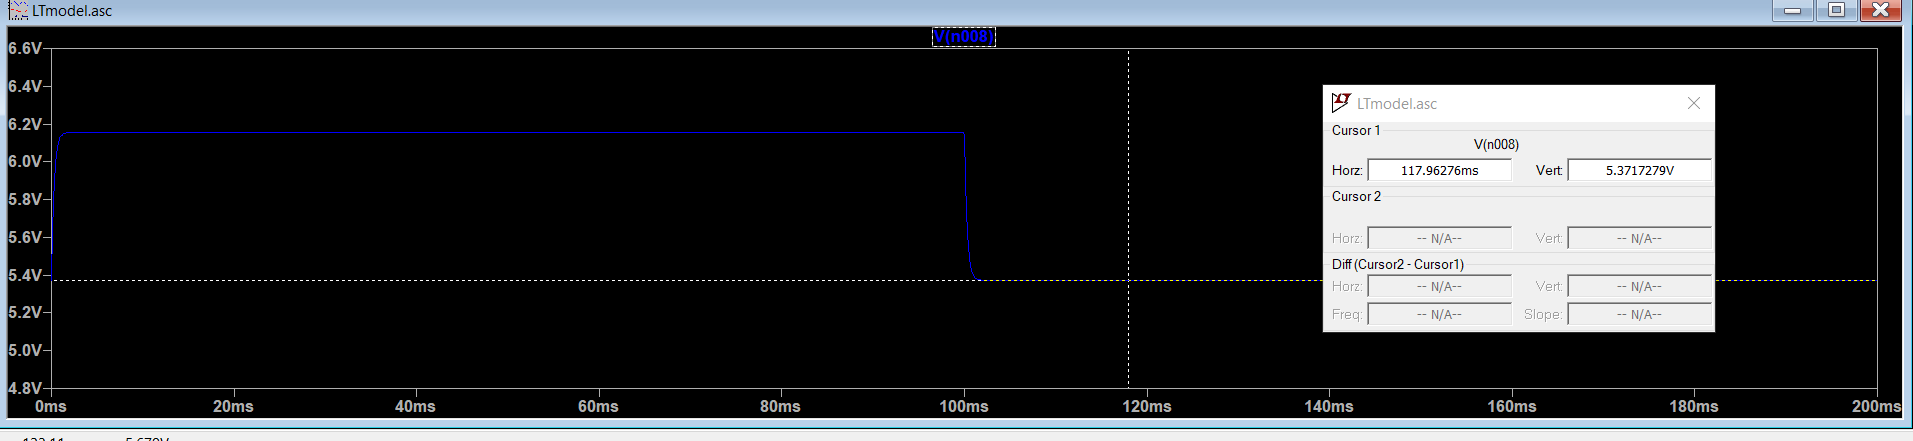 LTmodel.asc
V(n008)
6.6V
6.4V
6.2V
6.0V
5.8V
5.6V
5.4V
5.2V
5.0V
4.8V
0ms 20ms 40ms 60ms 80ms 100ms 120ms 140ms 160ms 180ms 200ms
LTmodel.asc
Cursor 1
V(n008)
Horz: 117.96276ms Vert: 5.3717279V
Cursor 2
Horz: -- N/A-- Vert: -- N/A--
Diff (Cursor2 - Cursor1)
Horz: -- N/A-- Vert: -- N/A--
Freq: -- N/A-- Slope: -- N/A--